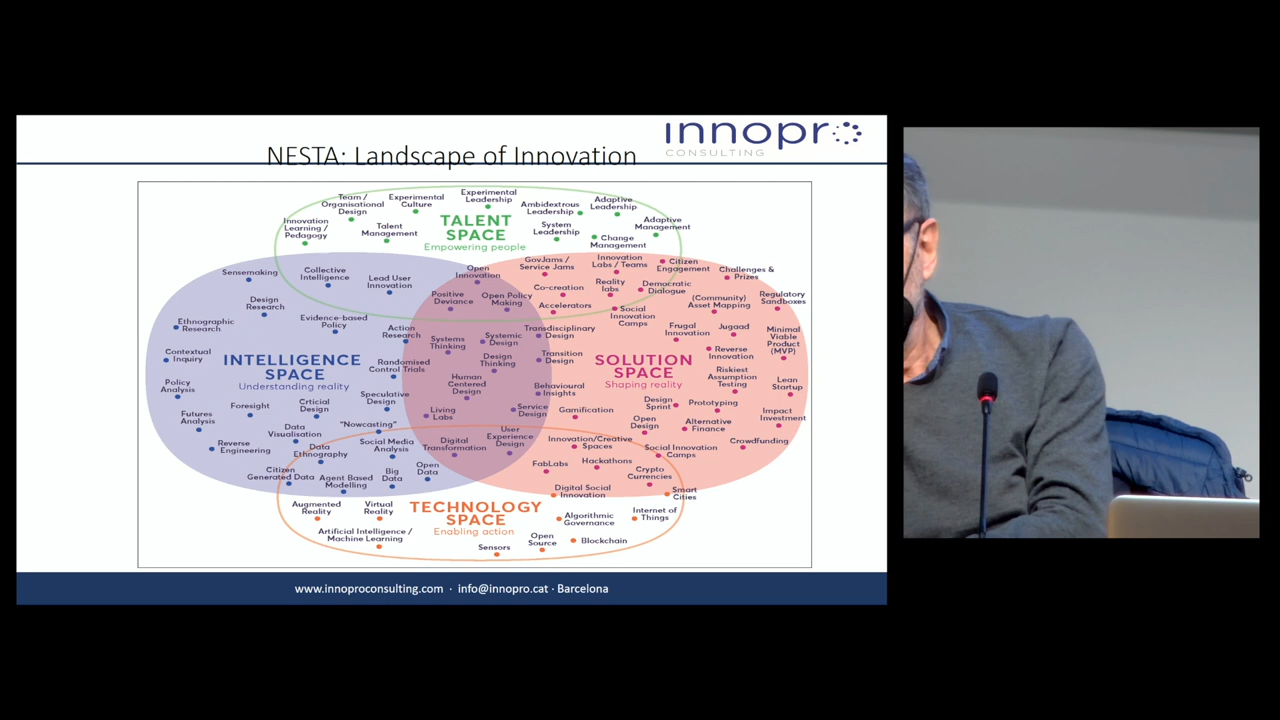 innopro
CONSULTING
NESTA: Landscape of Innovation
Experimental
Leadership
Team /
Organisational
Design
Experimental
Culture
Ambidextrous
Leadership
Adaptive
Leadership
Innovation
Learning /
Pedagogy
Talent
Management
TALENT
SPACE
Empowering people
System
Leadership
Adaptive
Management
Change
Management
Sensemaking
Collective
Intelligence
Lead User
Innovation
Open
Innovation
GovJams /
Service Jams
Innovation
Labs / Teams
Citizen
Engagement
Challenges &
Prizes
Design
Research
Positive
Deviance
Open Policy
Making
Co-creation
Reality
labs
Democratic
Dialogue
(Community)
Asset Mapping
Regulatory
Sandboxes
Accelerators
Social
Innovation
Camps
Ethnographic
Research
Evidence-based
Policy
Action
Research
Systems
Thinking
Systemic
Design
Transdisciplinary
Design
Frugal
Innovation
Jugaad
Minimal
Viable
Product
(MVP)
Contextual
Inquiry
INTELLIGENCE
SPACE
Understanding reality
Randomised
Control Trials
Design
Thinking
Transition
Design
SOLUTION
SPACE
Shaping reality
Reverse
Innovation
Riskiest
Assumption
Testing
Policy
Analysis
Human
Centered
Design
Behavioural
Insights
Lean
Startup
Foresight
Crticial
Design
Speculative
Design
Living
Labs
Service
Design
Gamification
Design
Sprint
Prototyping
Futures
Analysis
"Nowcasting"
Open
Design
Alternative
Finance
Impact
Investment
Reverse
Engineering
Data
Visualisation
Data
Ethnography
Social Media
Analysis
Digital
Transformation
User
Experience
Design
Innovation/Creative
Spaces
Social Innovation
Camps
Crowdfunding
Citizen
Generated Data
Agent Based
Modelling
Big
Data
Open
Data
FabLabs
Hackathons
Crypto
Currencies
Digital Social
Innovation
Smart
Cities
Augmented
Reality
Virtual
Reality
TECHNOLOGY
SPACE
Enabling action
Algorithmic
Governance
Internet of
Things
Artificial Intelligence /
Machine Learning
Sensors
Open
Source
Blockchain
www.innoproconsulting.com · info@innopro.cat · Barcelona